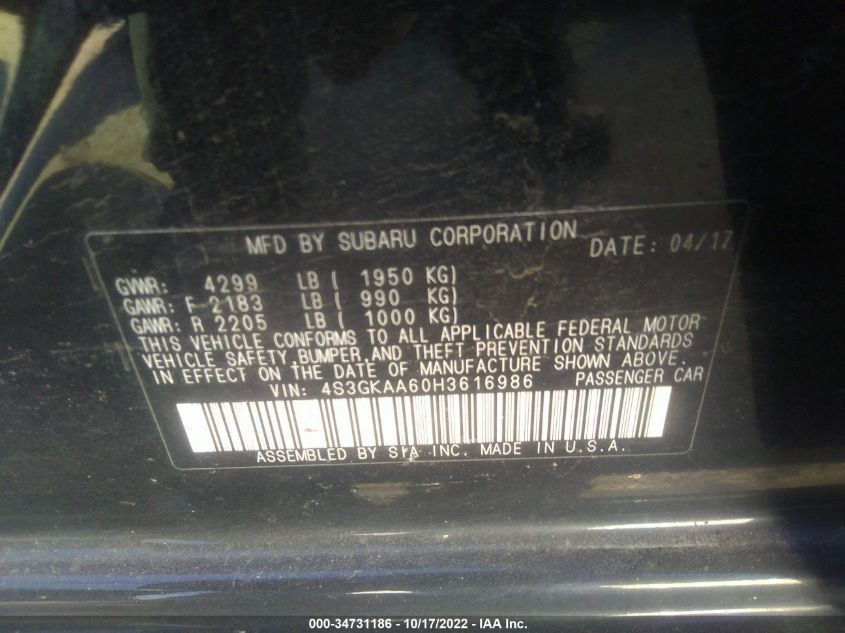 MFD BY SUBARU CORPORATION DATE: 04/17
GVWR: 4299 LB ( 1950 KG)
GAWR: F 2183 LB ( 990 KG)
GAWR: R 2205 LB ( 1000 KG)
THIS VEHICLE CONFORMS TO ALL APPLICABLE FEDERAL MOTOR
VEHICLE SAFETY, BUMPER, AND THEFT PREVENTION STANDARDS
IN EFFECT ON THE DATE OF MANUFACTURE SHOWN ABOVE.
VIN: 4S3GKAA60H3616986 PASSENGER CAR
ASSEMBLED BY SIA INC. MADE IN U.S.A.
000-34731186 - 10/17/2022 - IAA Inc.